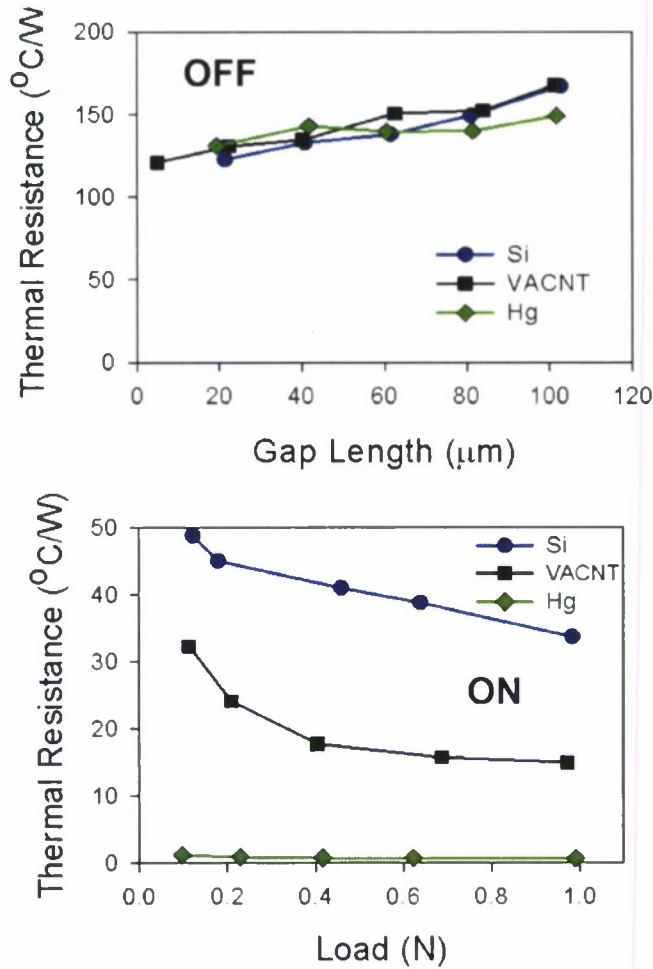 Thermal Resistance (°C/W)
200
150
100
50
0
OFF
Si
VACNT
Hg
0 20 40 60 80 100 120
Gap Length (μm)
Thermal Resistance (°C/W)
50
40
30
20
10
0
Si
VACNT
Hg
ON
0.0 0.2 0.4 0.6 0.8 1.0
Load (N)